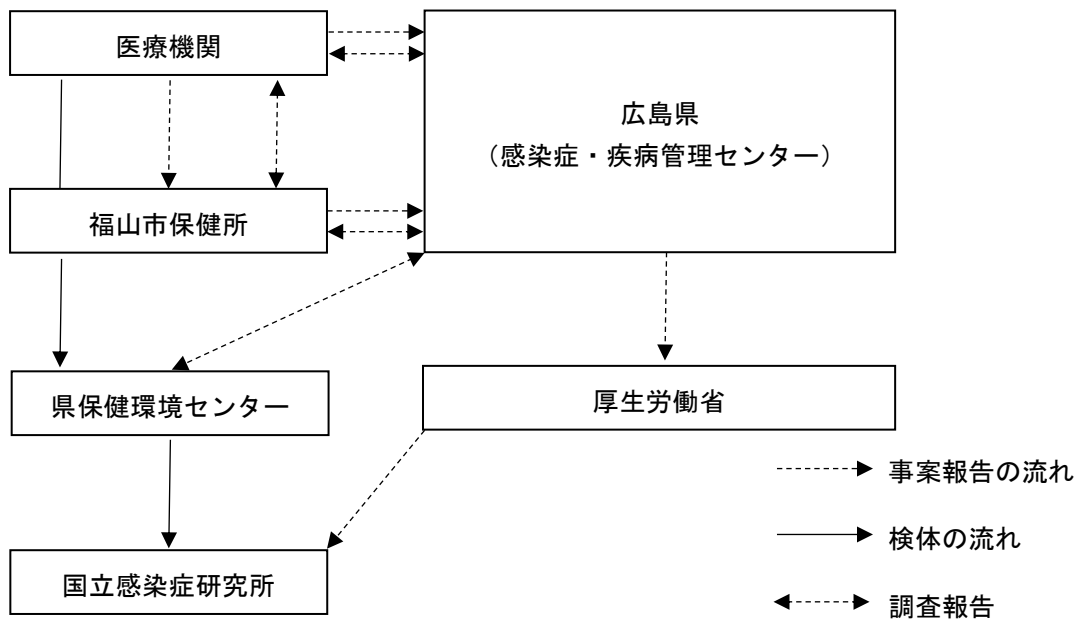 医療機関
広島県
（感染症・疾病管理センター）
福山市保健所
県保健環境センター
厚生労働省
国立感染症研究所
事案報告の流れ
検体の流れ
調査報告